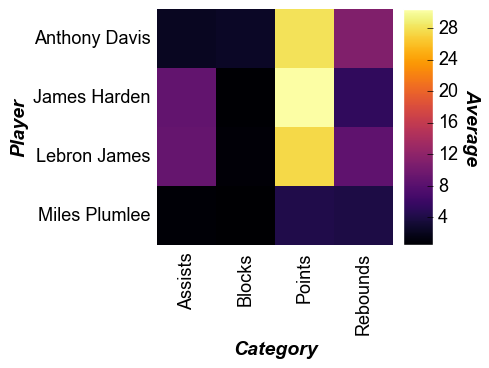 Anthony Davis
James Harden
Lebron James
Miles Plumlee
Player
Assists
Blocks
Points
Rebounds
Category
28
24
20
16
12
8
4
Average